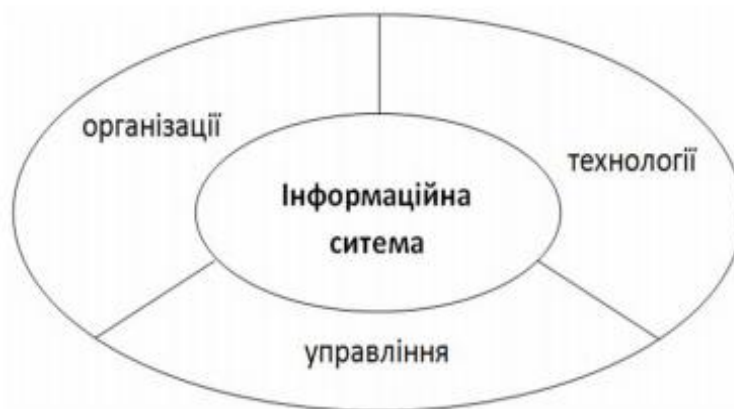 організації
технології
Інформаційна
ситема
управління